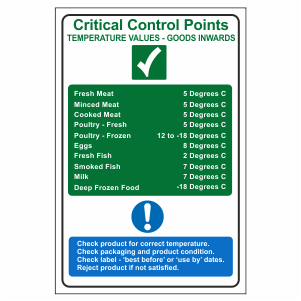 Critical Control Points
TEMPERATURE VALUES - GOODS INWARDS
Fresh Meat 5 Degrees C
Minced Meat 5 Degrees C
Cooked Meat 5 Degrees C
Poultry - Fresh 5 Degrees C
Poultry - Frozen 12 to -18 Degrees C
Eggs 8 Degrees C
Fresh Fish 2 Degrees C
Smoked Fish 7 Degrees C
Milk 7 Degrees C
Deep Frozen Food -18 Degrees C
Check product for correct temperature.
Check packaging and product condition.
Check label - 'best before' or 'use by' dates.
Reject product if not satisfied.